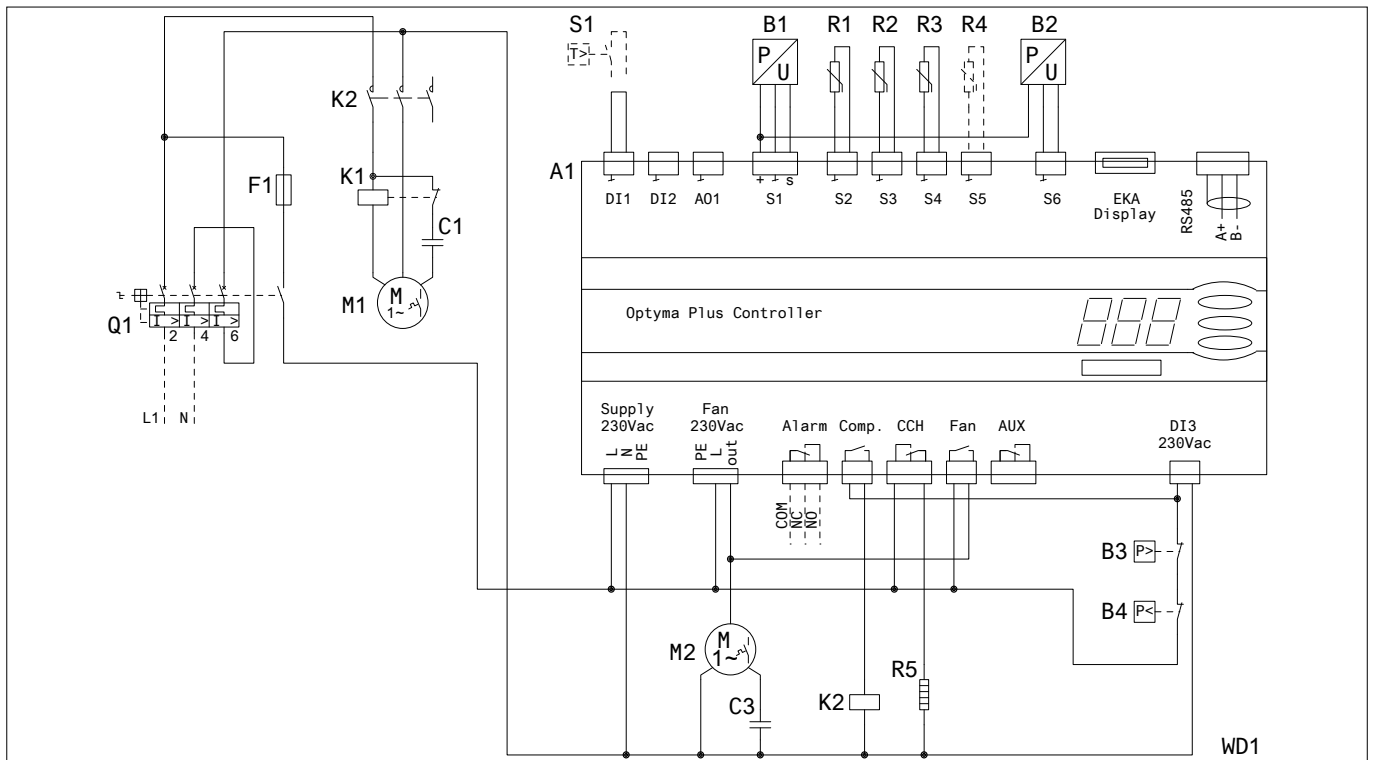 S1 B1 R1 R2 R3 R4 B2
T> P U P U
K2
A1
F1 K1
+ - s
DI1 DI2 AO1 S1 S2 S3 S4 S5 S6 EKA Display RS485 A+ B-
C1
M1 M 1~
Q1 I > I > I >
2 4 6
Optyma Plus Controller
L1 N
Supply 230Vac Fan 230Vac Alarm Comp. CCH Fan AUX DI3 230Vac
L N PE PE L out
COM NC NO
B3 P>
B4 P<
M2 M 1~
R5
C3 K2
WD1